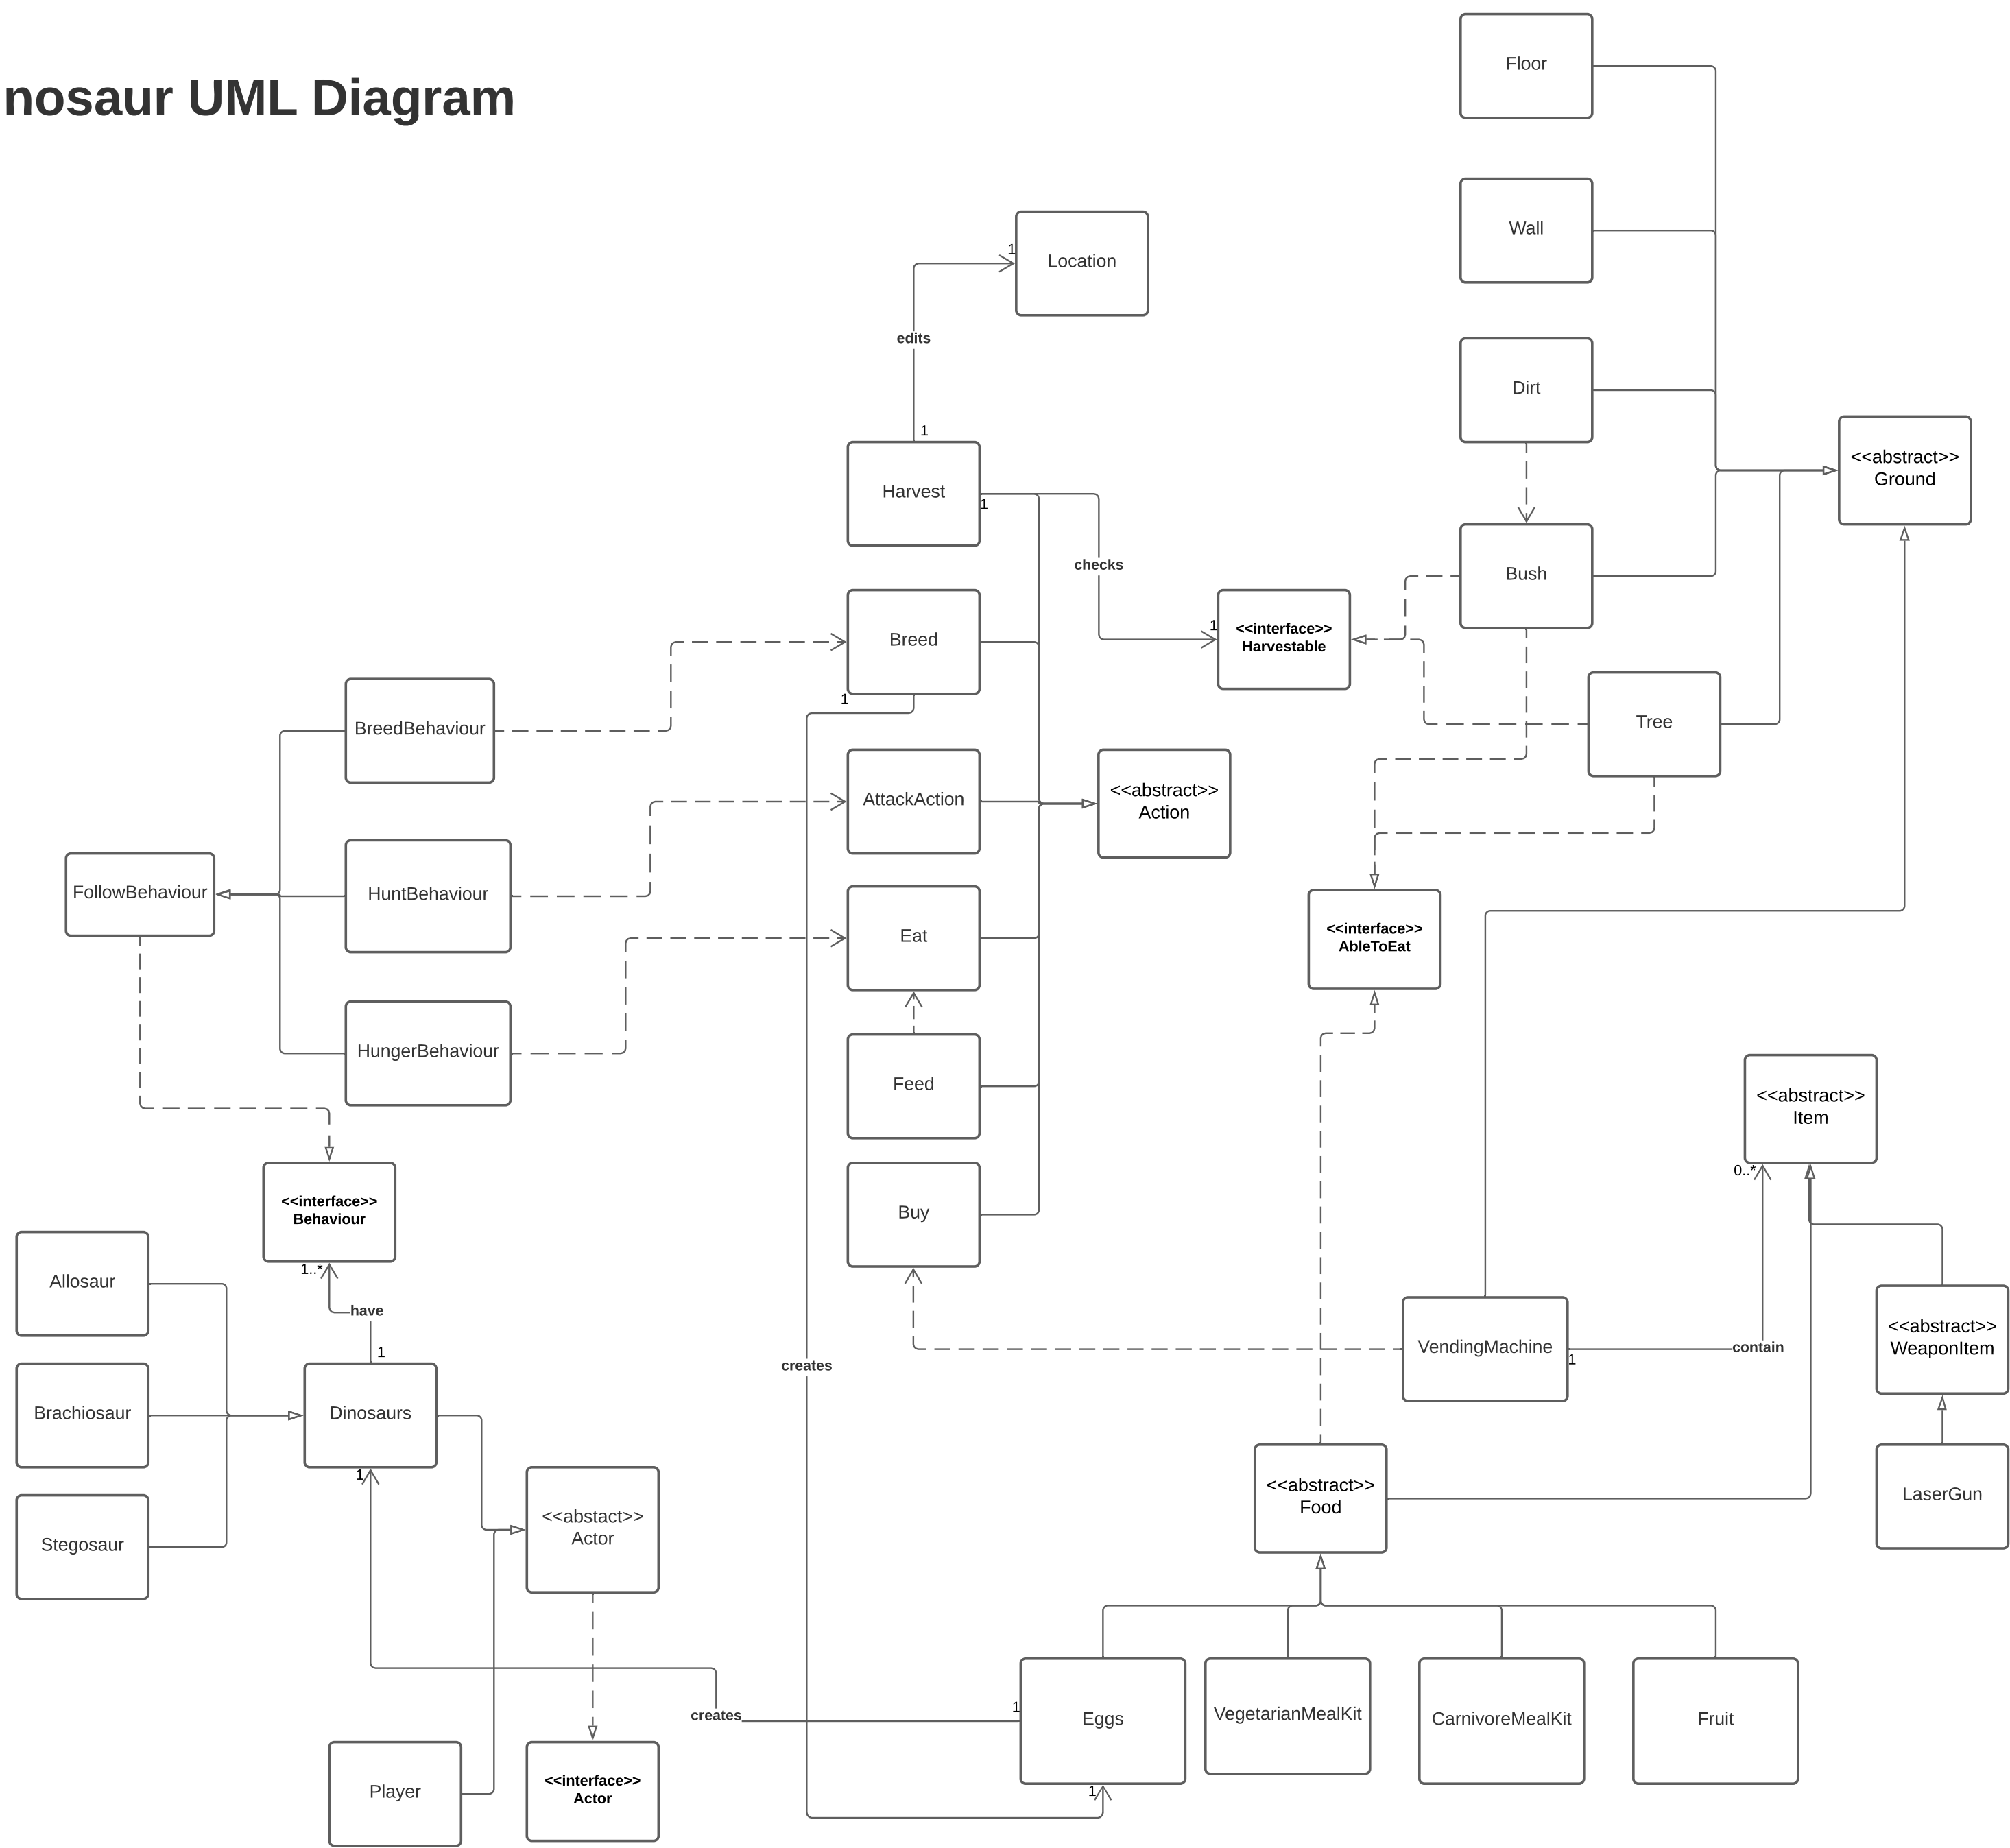 nosaur UML Diagram
Floor
Wall
1
Location
edits
Dirt
1
<<abstract>>
Ground
Harvest
1
checks
Bush
1
<<interface>>
Harvestable
Breed
1
BreedBehaviour
Tree
AttackAction
<<abstract>>
Action
FollowBehaviour
HuntBehaviour
Eat
<<interface>>
AbleToEat
HungerBehaviour
Feed
<<abstract>>
Item
0..*
<<interface>>
Behaviour
Buy
1..*
Allosaur
have
1
creates
VendingMachine
1
contain
<<abstract>>
WeaponItem
Brachiosaur
Dinosaurs
1
<<abstact>>
Actor
<<abstract>>
Food
LaserGun
Stegosaur
creates
1
Eggs
VegetarianMealKit
CarnivoreMealKit
Fruit
1
Player
<<interface>>
Actor